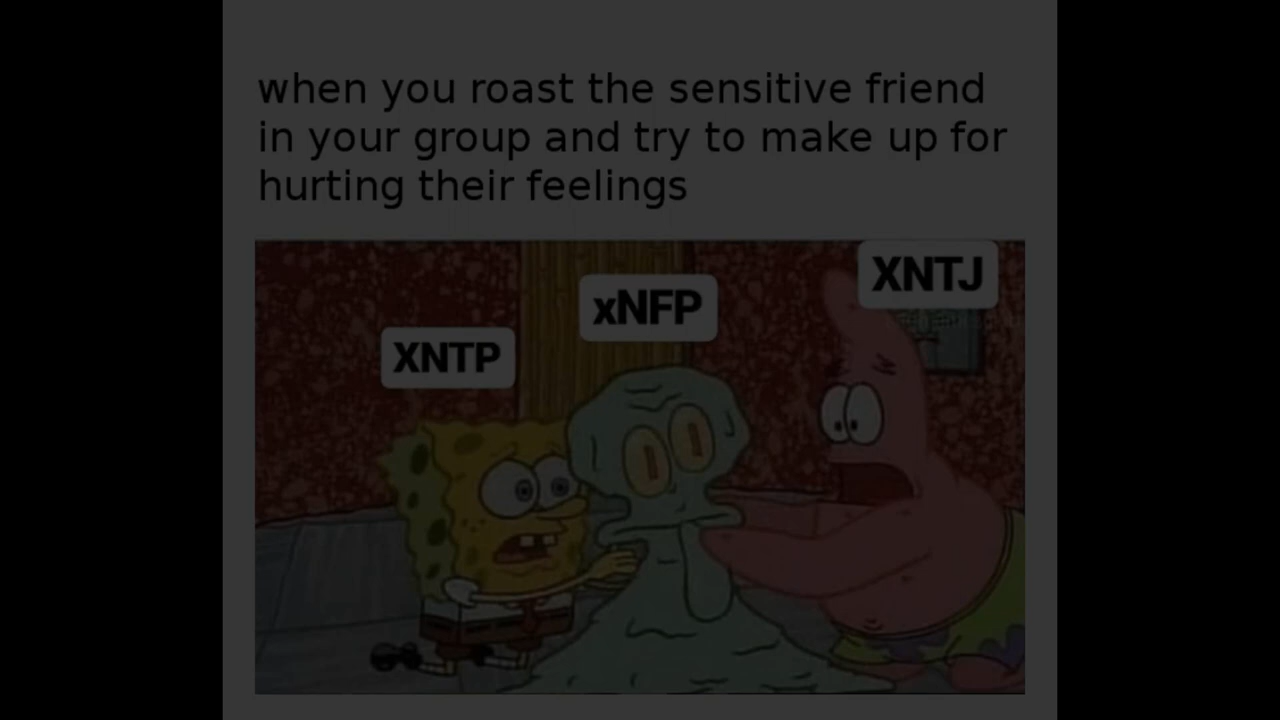 when you roast the sensitive friend
in your group and try to make up for
hurting their feelings
XNTJ
xNFP
XNTP